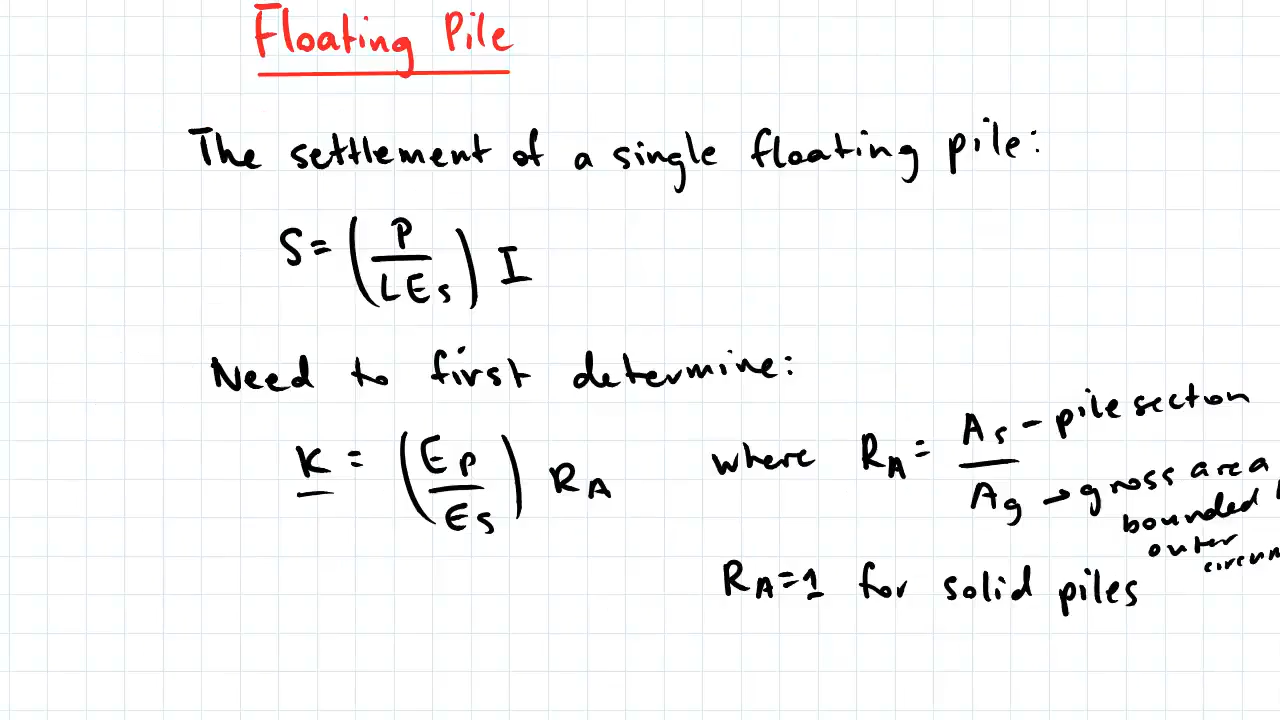 Floating Pile
The settlement of a single floating pile:
S = (P / LEs) I
Need to first determine:
K = (Ep / Es) RA where RA = As – pile section / Ag → gross area
bounded
outer
RA = 1 for solid piles